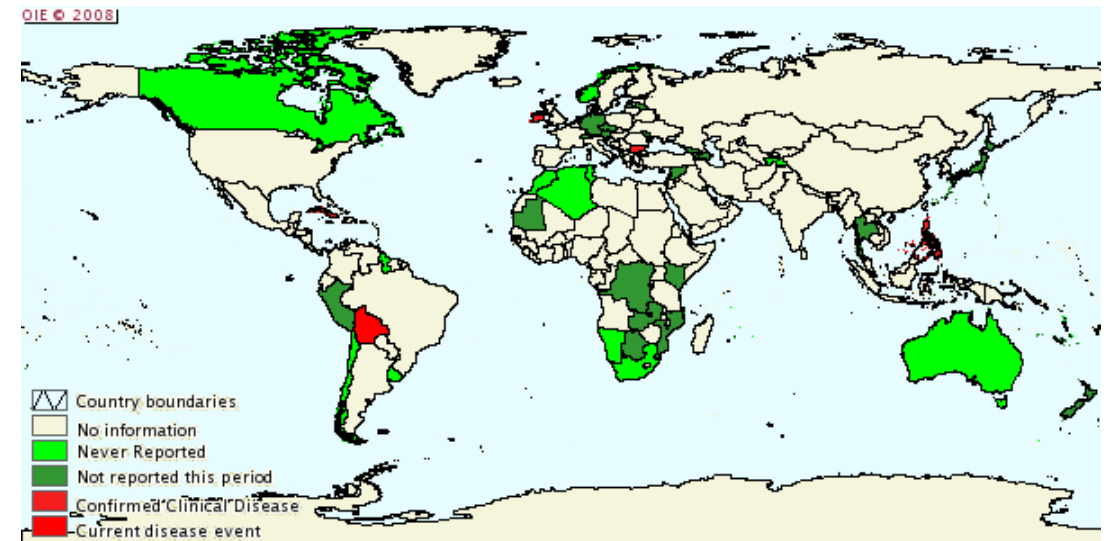 OIE © 2008
Country boundaries
No information
Never Reported
Not reported this period
Confirmed Clinical Disease
Current disease event